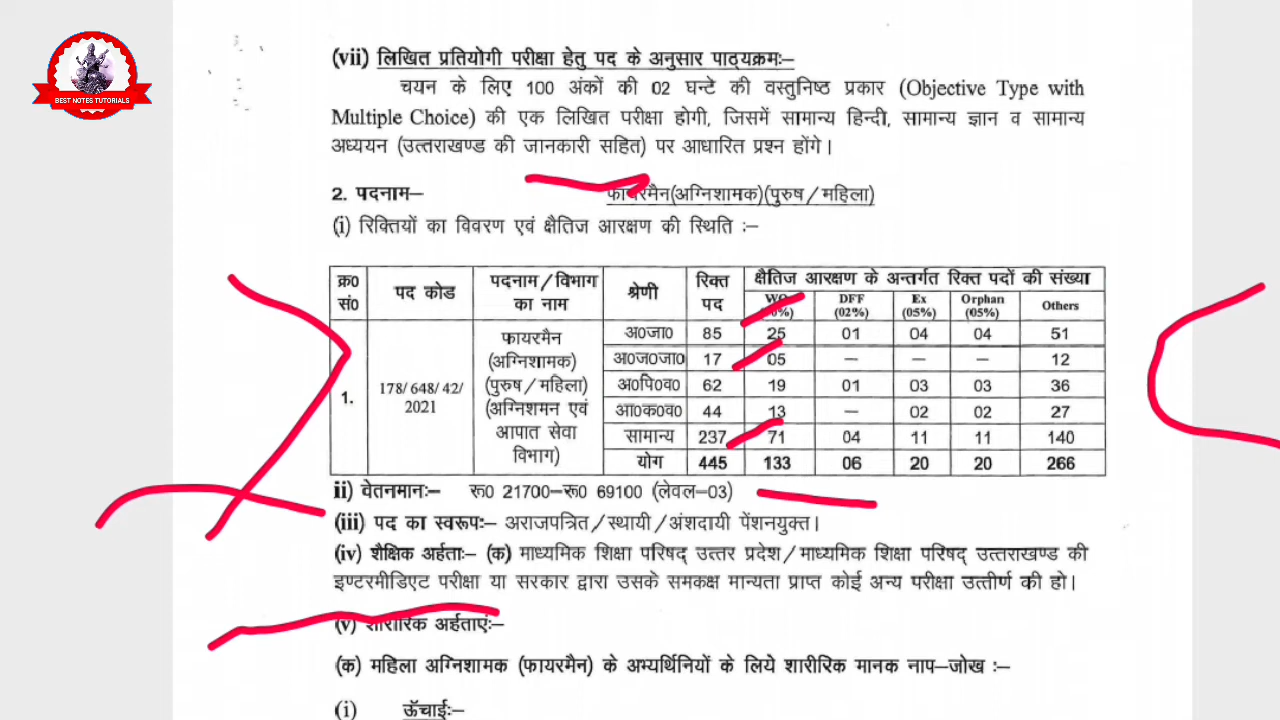 BEST NOTES TUTORIALS
(vii) लिखित प्रतियोगी परीक्षा हेतु पद के अनुसार पाठ्यक्रमः–
चयन के लिए 100 अंकों की 02 घन्टे की वस्तुनिष्ठ प्रकार (Objective Type with
Multiple Choice) की एक लिखित परीक्षा होगी, जिसमें सामान्य हिन्दी, सामान्य ज्ञान व सामान्य
अध्ययन (उत्तराखण्ड की जानकारी सहित) पर आधारित प्रश्न होंगे।
2. पदनाम– फायरमैन(अग्निशामक)(पुरुष/महिला)
(i) रिक्तियों का विवरण एवं क्षैतिज आरक्षण की स्थिति :–
क्र0 सं0 पद कोड पदनाम/विभाग का नाम श्रेणी रिक्त पद क्षैतिज आरक्षण के अन्तर्गत रिक्त पदों की संख्या
DFF (02%) Ex (05%) Orphan (05%) Others
1. 178/648/42/2021 फायरमैन (अग्निशामक) (पुरुष/महिला) (अग्निशमन एवं आपात सेवा विभाग)
अ0जा0 85 25 01 04 04 51
अ0ज0जा0 17 05 – – – 12
अ0पि0व0 62 19 01 03 03 36
आ0क0व0 44 13 – 02 02 27
सामान्य 237 71 04 11 11 140
योग 445 133 06 20 20 266
ii) वेतनमानः– रू0 21700–रू0 69100 (लेवल–03)
(iii) पद का स्वरूपः– अराजपत्रित/स्थायी/अंशदायी पेंशनयुक्त।
(iv) शैक्षिक अर्हताः– (क) माध्यमिक शिक्षा परिषद् उत्तर प्रदेश/माध्यमिक शिक्षा परिषद् उत्तराखण्ड की
इण्टरमीडिएट परीक्षा या सरकार द्वारा उसके समकक्ष मान्यता प्राप्त कोई अन्य परीक्षा उत्तीर्ण की हो।
(v) शारीरिक अर्हताएंः–
(क) महिला अग्निशामक (फायरमैन) के अभ्यर्थिनियों के लिये शारीरिक मानक नाप–जोख :–
(i) ऊँचाईः–